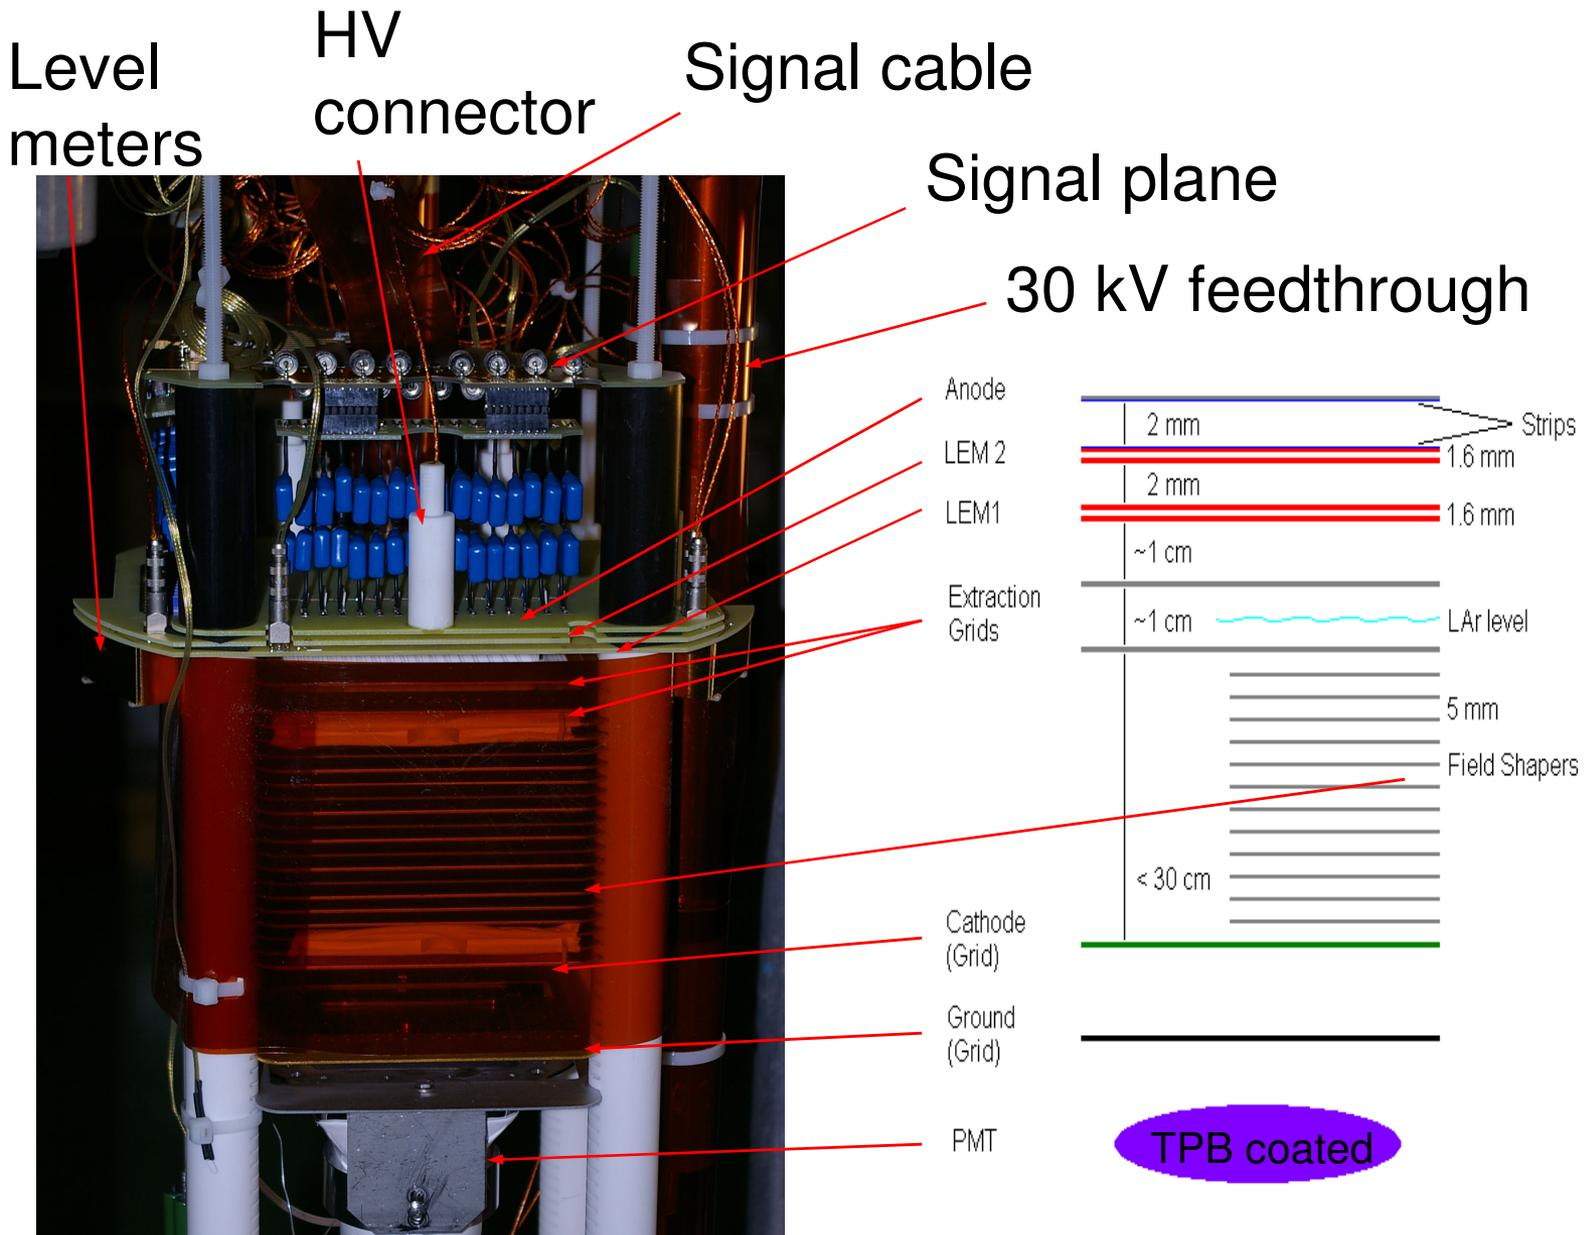 Level
meters
HV
connector
Signal cable
Signal plane
30 kV feedthrough
Anode
2 mm
Strips
LEM 2
1.6 mm
2 mm
LEM1
1.6 mm
~1 cm
Extraction
Grids
~1 cm
LAr level
5 mm
Field Shapers
< 30 cm
Cathode
(Grid)
Ground
(Grid)
PMT
TPB coated